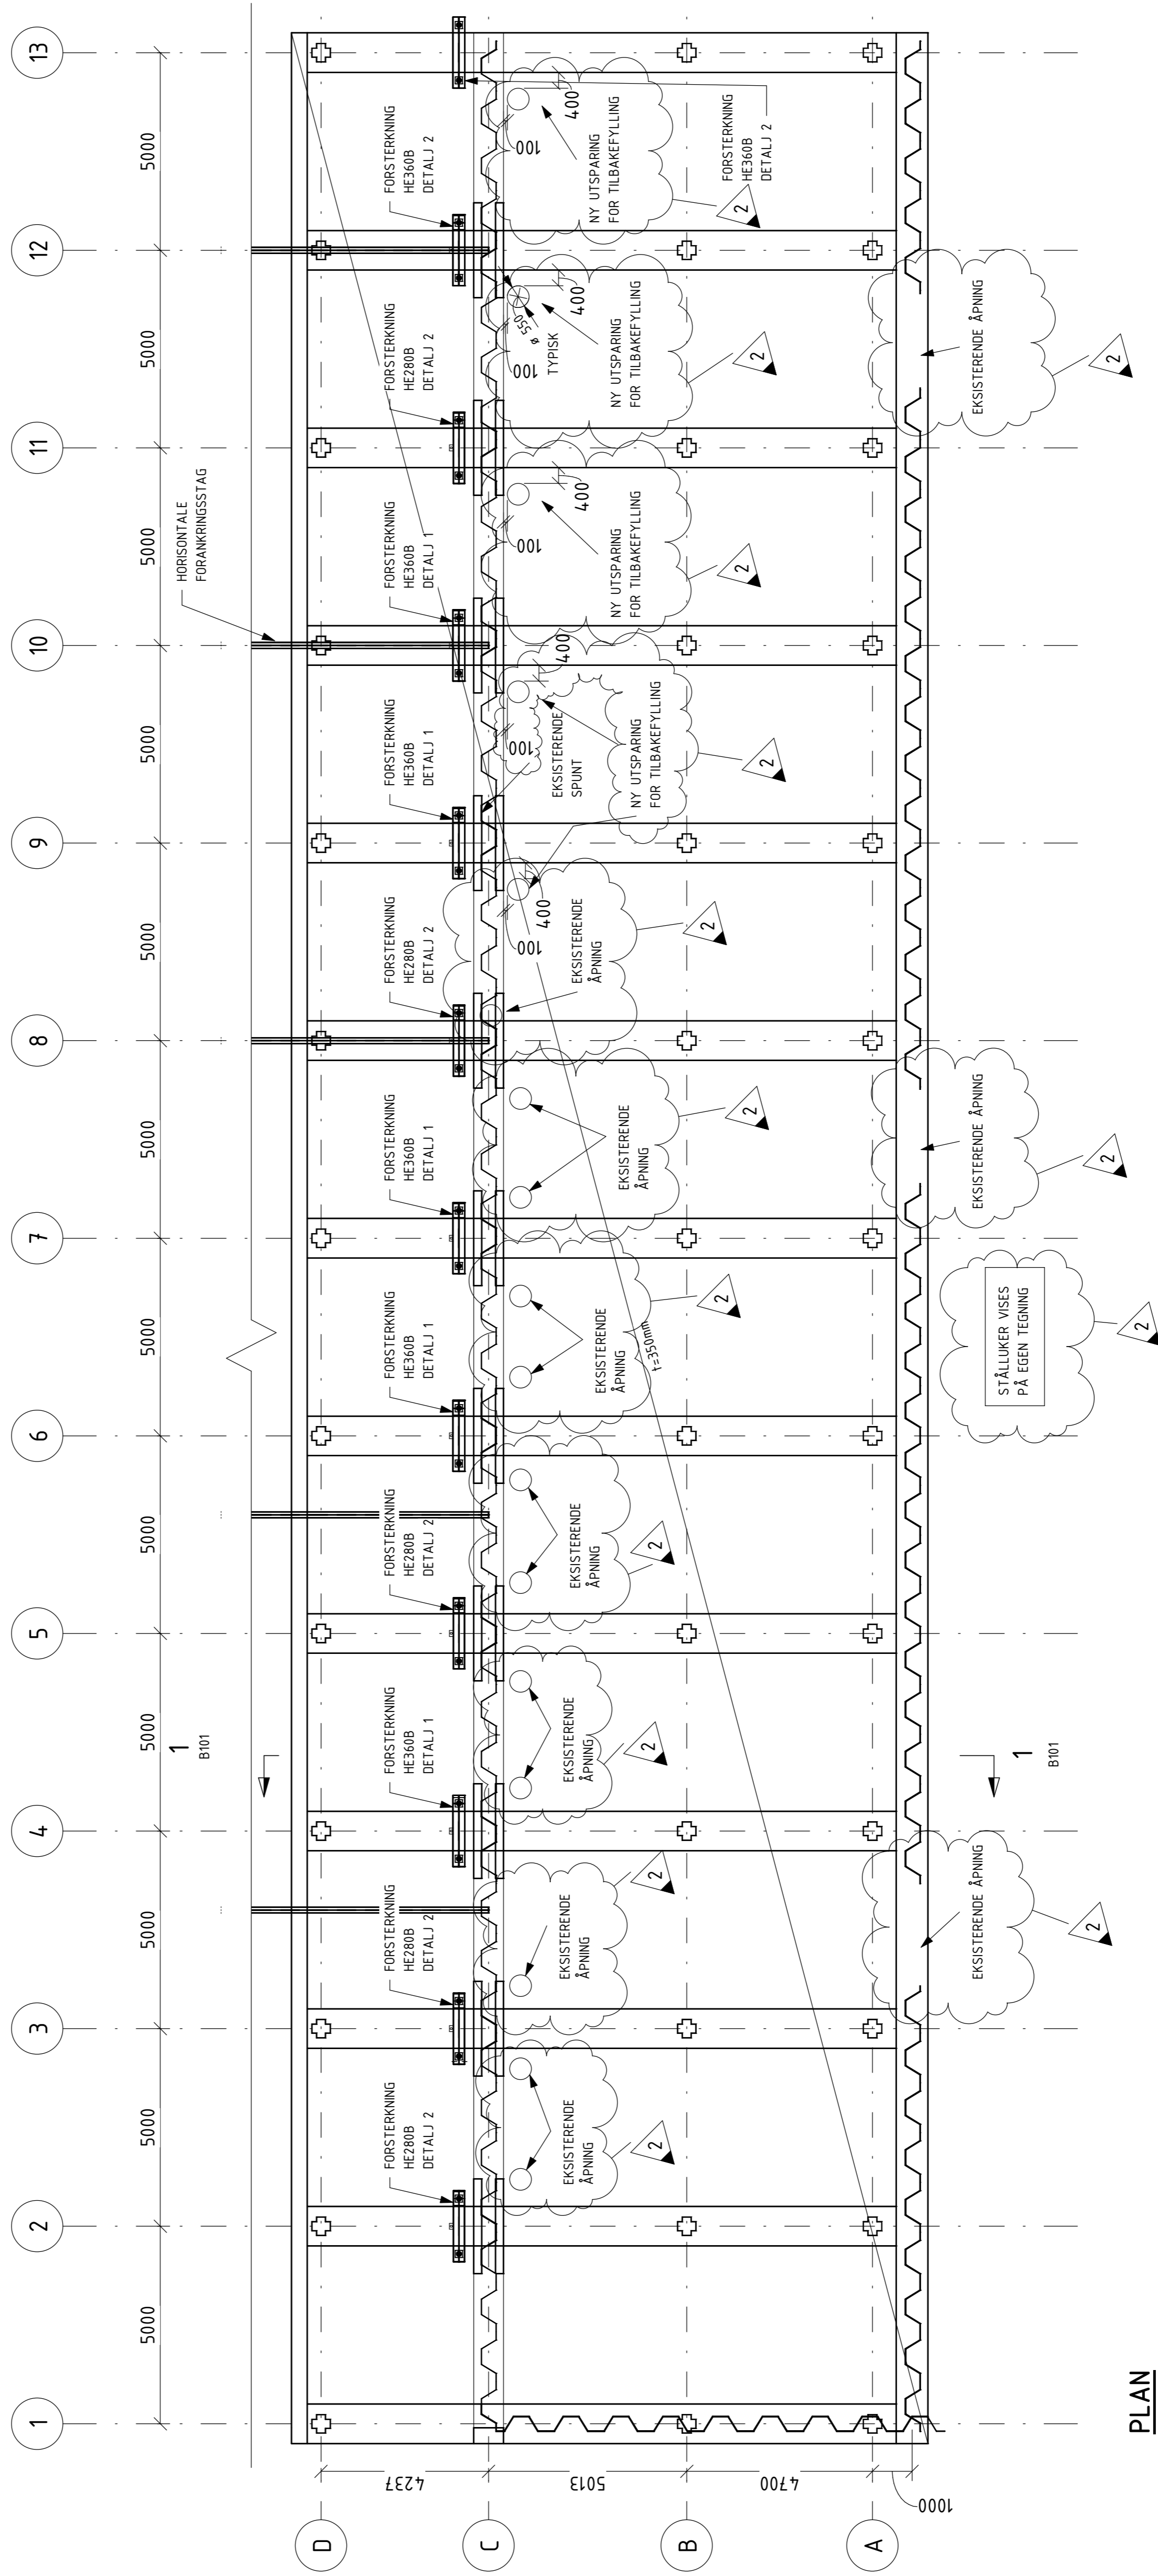 1
2
3
4
5
6
7
8
9
10
11
12
13
5000
5000
5000
5000
5000
5000
5000
5000
5000
5000
5000
5000
1
B101
HORISONTALE
FORANKRINGSSTAG
D
C
B
A
4237
5013
4700
1000
FORSTERKNING
HE280B
DETALJ 2
FORSTERKNING
HE280B
DETALJ 2
FORSTERKNING
HE360B
DETALJ 1
FORSTERKNING
HE280B
DETALJ 2
FORSTERKNING
HE360B
DETALJ 1
FORSTERKNING
HE360B
DETALJ 1
FORSTERKNING
HE280B
DETALJ 2
FORSTERKNING
HE360B
DETALJ 1
FORSTERKNING
HE360B
DETALJ 1
FORSTERKNING
HE280B
DETALJ 2
FORSTERKNING
HE360B
DETALJ 2
FORSTERKNING
HE360B
DETALJ 2
EKSISTERENDE
ÅPNING
2
EKSISTERENDE
ÅPNING
2
EKSISTERENDE
ÅPNING
2
EKSISTERENDE
ÅPNING
2
EKSISTERENDE
ÅPNING
2
t=350mm
EKSISTERENDE
ÅPNING
2
EKSISTERENDE
ÅPNING
2
100
400
EKSISTERENDE
SPUNT
100
400
NY UTSPARING
FOR TILBAKEFYLLING
2
100
400
NY UTSPARING
FOR TILBAKEFYLLING
2
ø 550
100
TYPISK
400
NY UTSPARING
FOR TILBAKEFYLLING
2
100
400
NY UTSPARING
FOR TILBAKEFYLLING
2
EKSISTERENDE ÅPNING
2
1
B101
STÅLLUKER VISES
PÅ EGEN TEGNING
2
EKSISTERENDE ÅPNING
2
EKSISTERENDE ÅPNING
2
PLAN